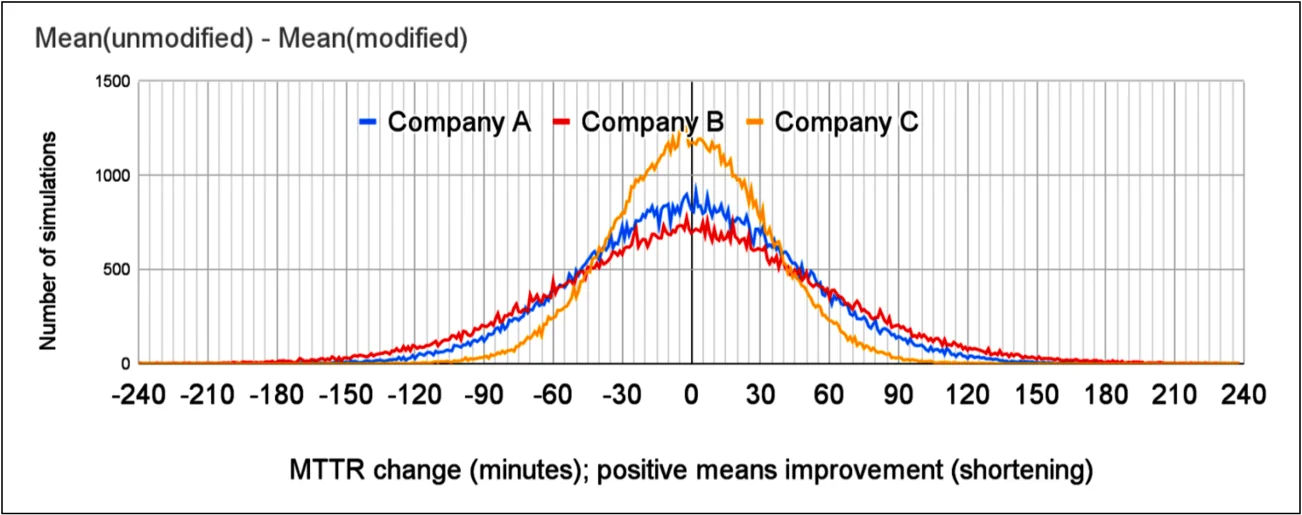 Mean(unmodified) - Mean(modified)
1500
Company A Company B Company C
1000
Number of simulations
500
0
-240 -210 -180 -150 -120 -90 -60 -30 0 30 60 90 120 150 180 210 240
MTTR change (minutes); positive means improvement (shortening)